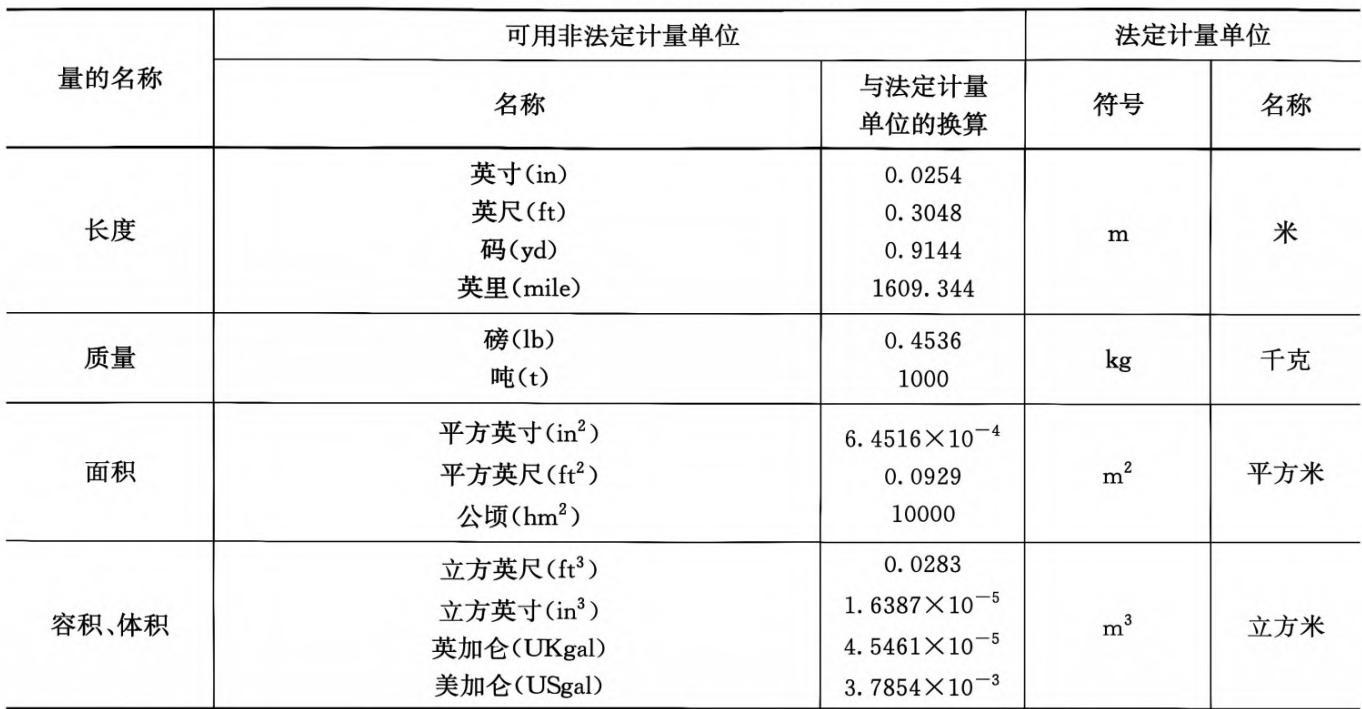 量的名称 可用非法定计量单位 法定计量单位
名称 与法定计量单位的换算 符号 名称
长度 英寸(in) 0.0254 m 米
英尺(ft) 0.3048
码(yd) 0.9144
英里(mile) 1609.344
质量 磅(lb) 0.4536 kg 千克
吨(t) 1000
面积 平方英寸(in²) 6.4516×10⁻⁴ m² 平方米
平方英尺(ft²) 0.0929
公顷(hm²) 10000
容积、体积 立方英尺(ft³) 0.0283 m³ 立方米
立方英寸(in³) 1.6387×10⁻⁵
英加仑(UKgal) 4.5461×10⁻⁵
美加仑(USgal) 3.7854×10⁻³